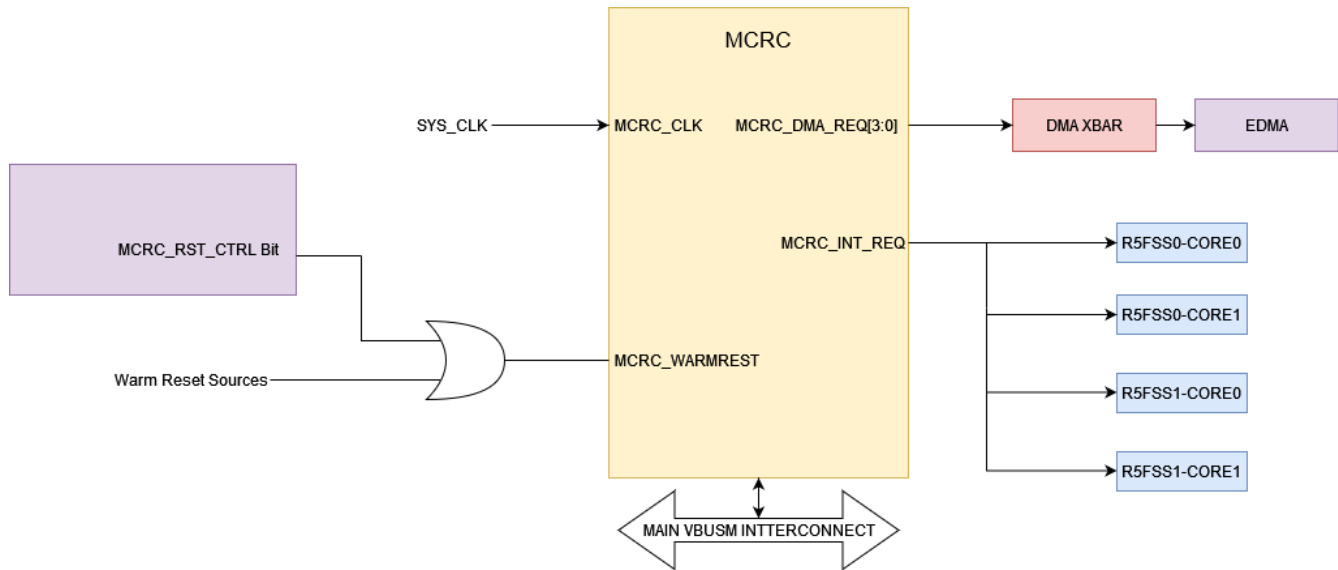 MCRC
SYS_CLK
MCRC_CLK
MCRC_DMA_REQ[3:0]
DMA XBAR
EDMA
MCRC_RST_CTRL Bit
MCRC_INT_REQ
R5FSS0-CORE0
R5FSS0-CORE1
Warm Reset Sources
MCRC_WARMREST
R5FSS1-CORE0
R5FSS1-CORE1
MAIN VBUSM INTTERCONNECT